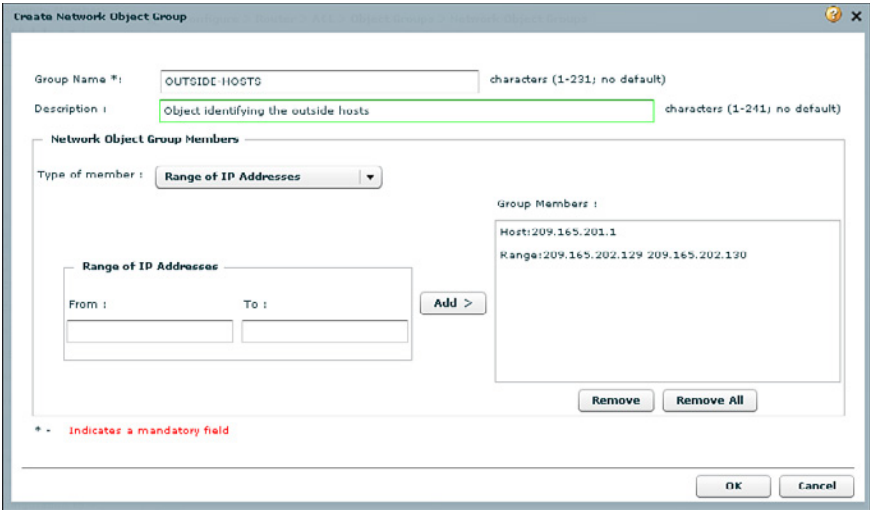 Create Network Object Group
Group Name *: OUTSIDE-HOSTS characters (1-231; no default)
Description : Object identifying the outside hosts characters (1-241; no default)
Network Object Group Members
Type of member : Range of IP Addresses
Group Members :
Host:209.165.201.1
Range:209.165.202.129 209.165.202.130
Range of IP Addresses
From : To :
Add >
Remove Remove All
* - Indicates a mandatory field
OK Cancel